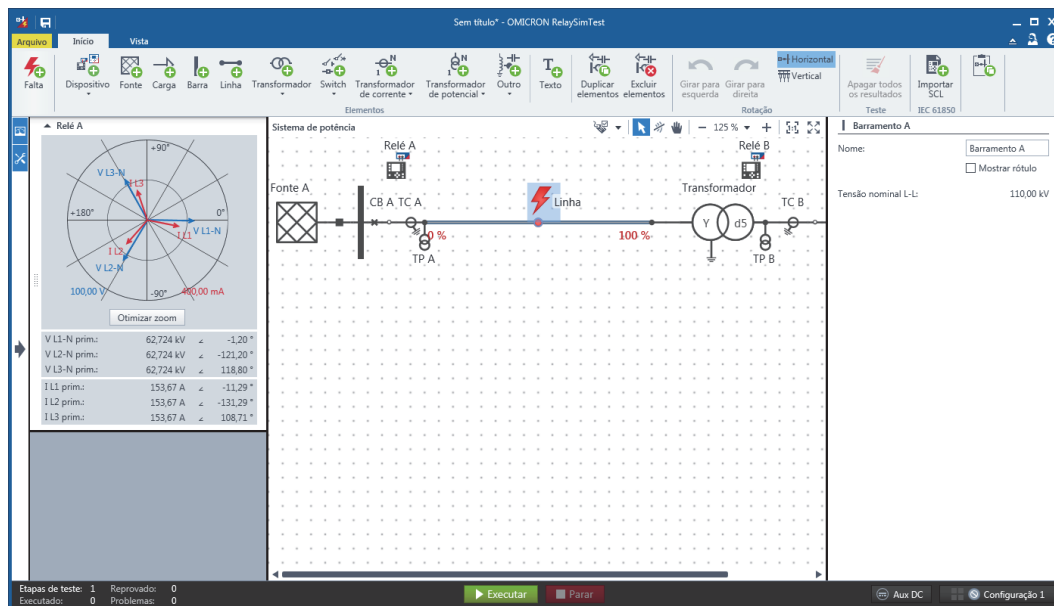 Sem título* - OMICRON RelaySimTest
Arquivo Início Vista
Falta Dispositivo Fonte Carga Barra Linha Transformador Switch Transformador de corrente Transformador de potencial Outro Texto Duplicar elementos Excluir elementos Girar para esquerda Girar para direita Horizontal Vertical Apagar todos os resultados Importar SCL
Elementos Rotação Teste IEC 61850
Relé A
+90°
V L3-N
I L3
+180°
0°
V L1-N
I L1
I L2
V L2-N
100,00 V
-90°
400,00 mA
Otimizar zoom
V L1-N prim.: 62,724 kV ∠ -1,20 °
V L2-N prim.: 62,724 kV ∠ -121,20 °
V L3-N prim.: 62,724 kV ∠ 118,80 °
I L1 prim.: 153,67 A ∠ -11,29 °
I L2 prim.: 153,67 A ∠ -131,29 °
I L3 prim.: 153,67 A ∠ 108,71 °
Sistema de potência 125 %
Relé A Relé B
Fonte A Transformador
CB A TC A Linha TC B
Y d5
0 % 100 %
TP A TP B
Barramento A
Nome: Barramento A
Mostrar rótulo
Tensão nominal L-L: 110,00 kV
Etapas de teste: 1 Reprovado: 0
Executado: 0 Problemas: 0
Executar Parar Aux DC Configuração 1